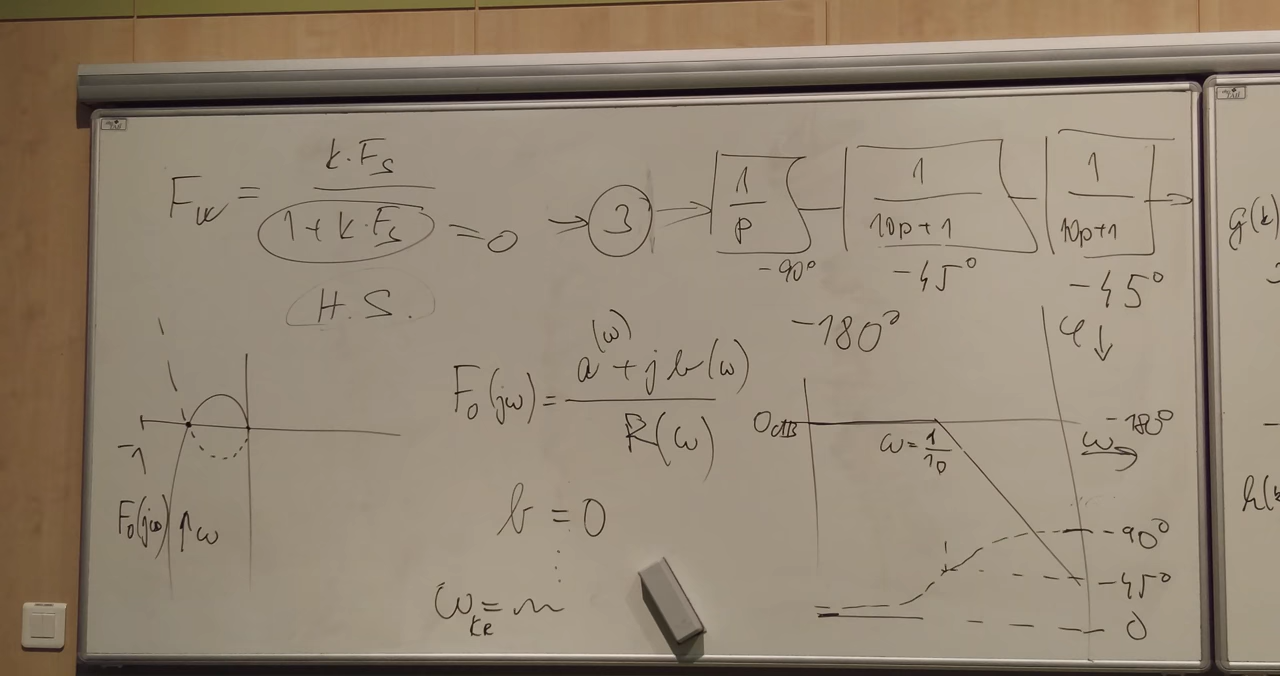 F_w = k.F_s / 1 + k.F_s = 0
H.S.
3
1 / p
1 / 10p+1
1 / 10p+1
-90°
-45°
-45°
-180°
φ ↓
-1
F_0(jω) ↑ω
F_0(jω) = a(ω) + j b(ω) / R(ω)
b = 0
ω_KR =
0dB
ω = 1/10
-180°
ω →
-90°
-45°
0
g(k)
h(k